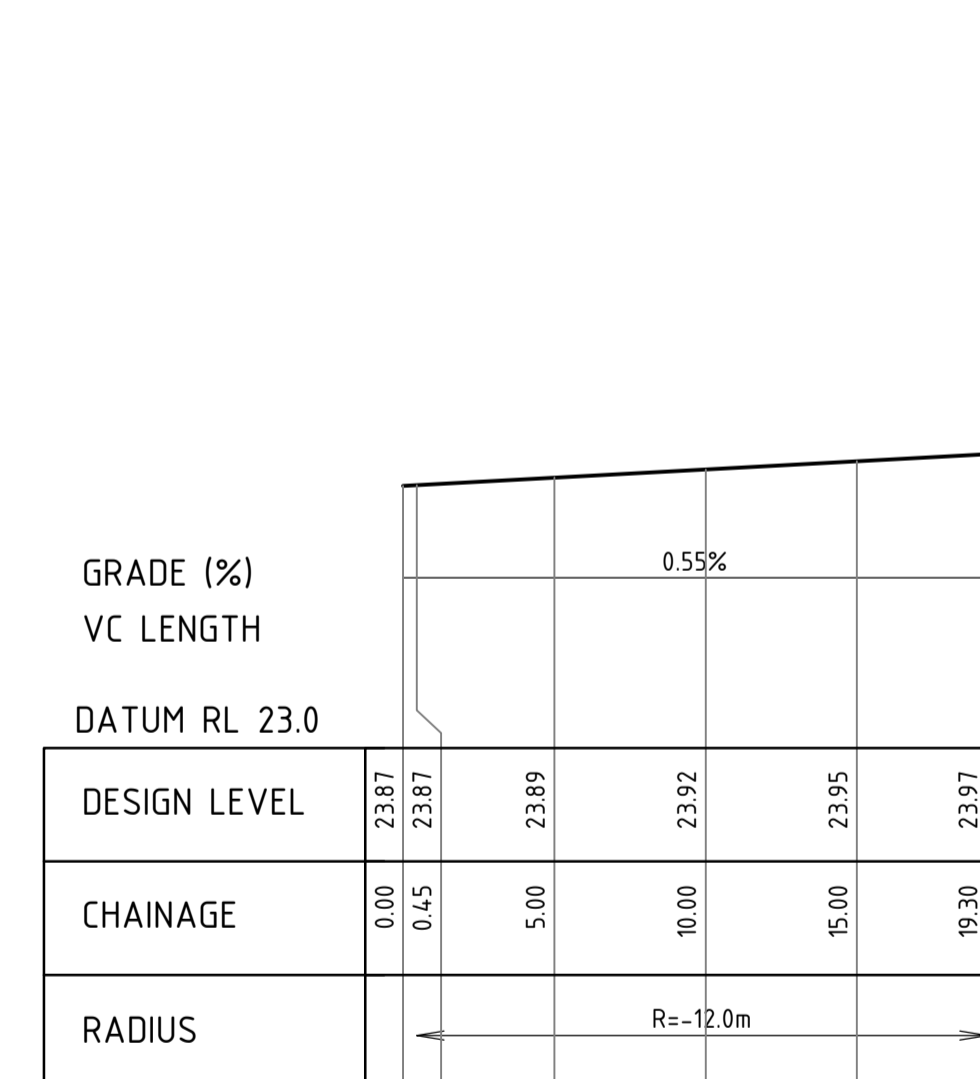 0.55%
GRADE (%)
VC LENGTH
DATUM RL 23.0
DESIGN LEVEL 23.87 23.87 23.89 23.92 23.95 23.97
CHAINAGE 0.00 0.45 5.00 10.00 15.00 19.30
RADIUS R=-12.0m